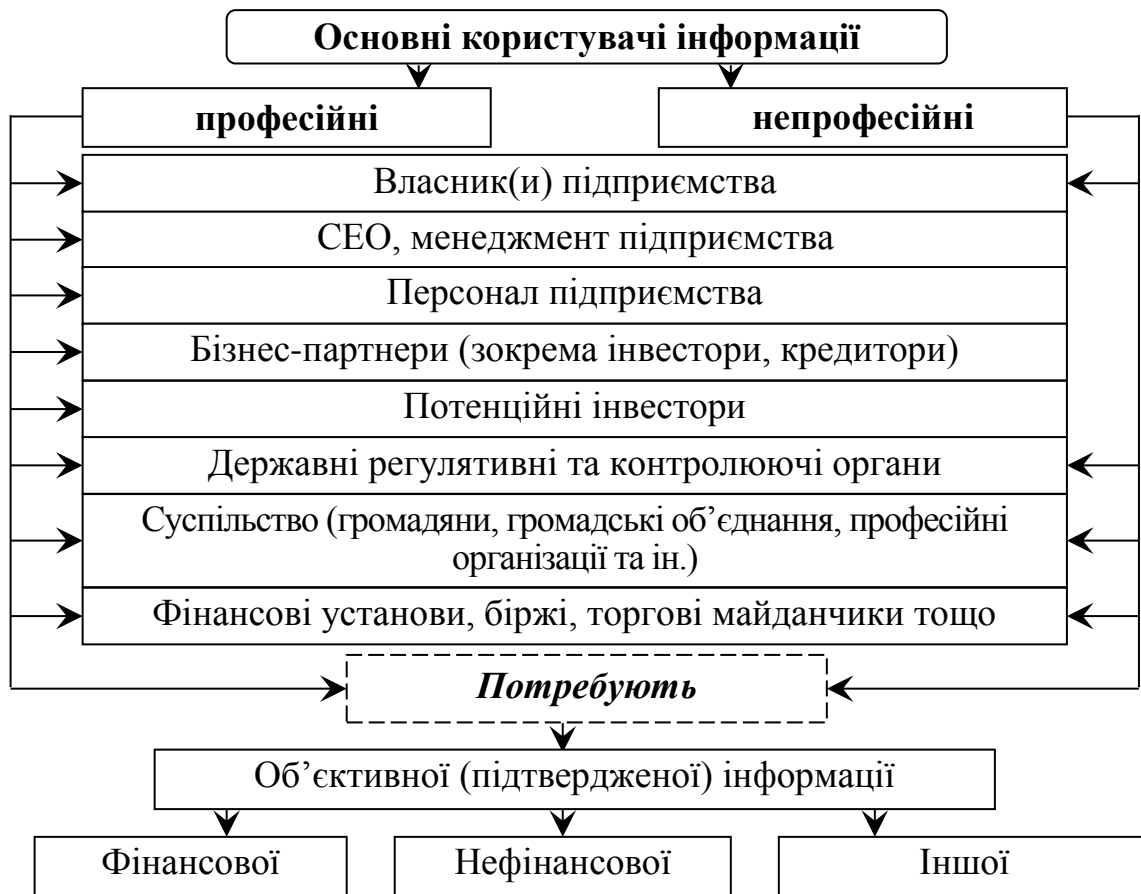 Основні користувачі інформації
професійні
непрофесійні
Власник(и) підприємства
СЕО, менеджмент підприємства
Персонал підприємства
Бізнес-партнери (зокрема інвестори, кредитори)
Потенційні інвестори
Державні регулятивні та контролюючі органи
Суспільство (громадяни, громадські об’єднання, професійні
організації та ін.)
Фінансові установи, біржі, торгові майданчики тощо
Потребують
Об’єктивної (підтвердженої) інформації
Фінансової
Нефінансової
Іншої